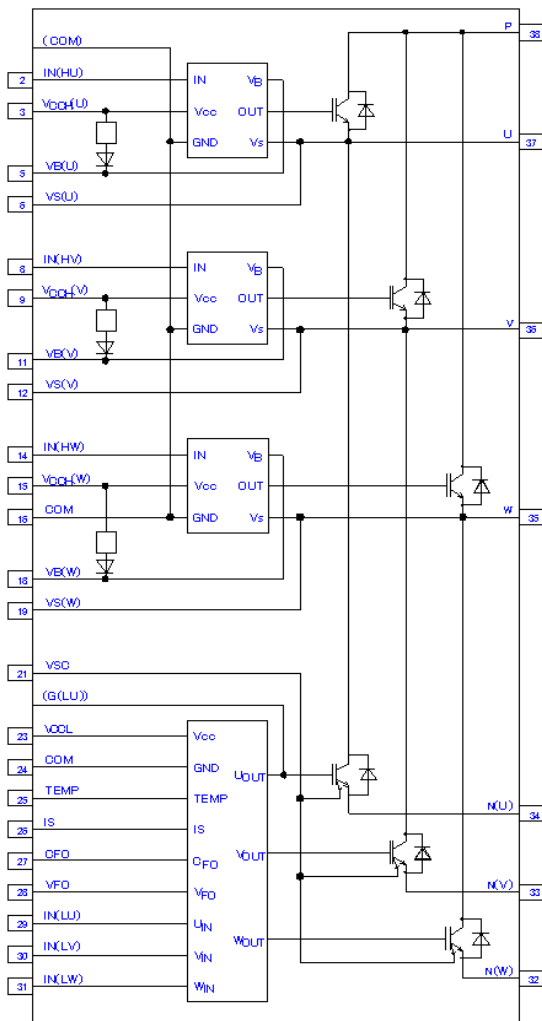 P
38
(COM)
2 IN(HU) IN VB
3 VCCH(U) Vcc OUT
GND Vs U 37
5 VB(U)
6 VS(U)
8 IN(HV) IN VB
9 VCCH(V) Vcc OUT
GND Vs V 36
11 VB(V)
12 VS(V)
14 IN(HW) IN VB
15 VCCH(W) Vcc OUT
16 COM GND Vs W 35
18 VB(W)
19 VS(W)
21 VSC
(G(LU))
23 VCCL Vcc
24 COM GND UOUT
25 TEMP TEMP
26 IS IS N(U) 34
27 CFO CFO VOUT
28 VFO VFO N(V) 33
29 IN(LU) UIN
WOUT
30 IN(LV) VIN
31 IN(LW) WIN N(W) 32